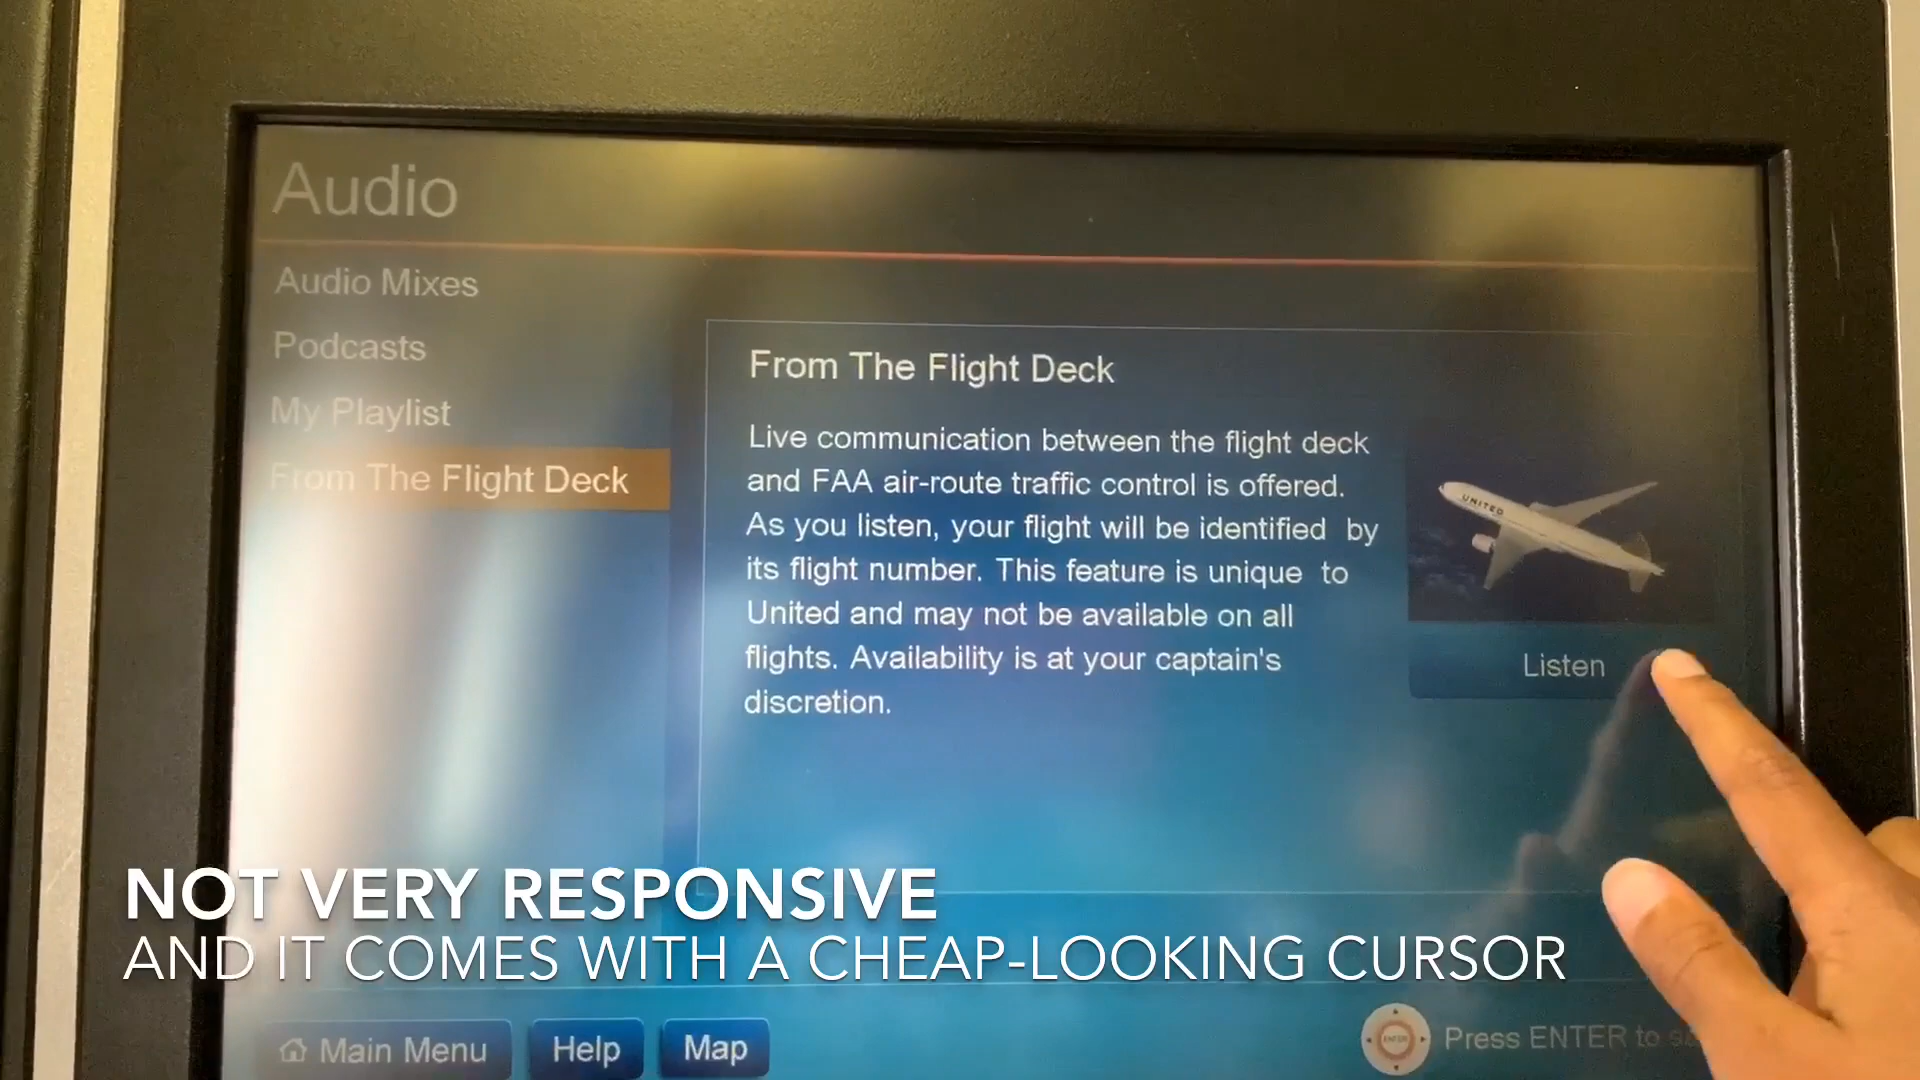 Audio
Audio Mixes
Podcasts
My Playlist
From The Flight Deck
From The Flight Deck
Live communication between the flight deck
and FAA air-route traffic control is offered.
As you listen, your flight will be identified by
its flight number. This feature is unique to
United and may not be available on all
flights. Availability is at your captain's
discretion.
UNITED
Listen
NOT VERY RESPONSIVE
AND IT COMES WITH A CHEAP-LOOKING CURSOR
Main Menu
Help
Map
ENTER
Press ENTER to